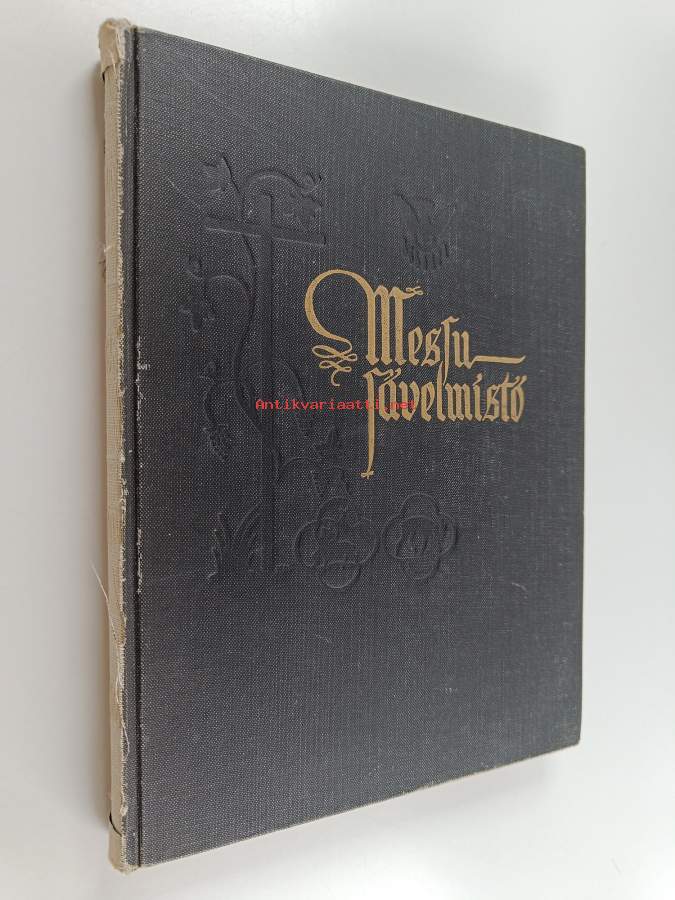 Messu
sävelmistö
Antikvariaatti.net